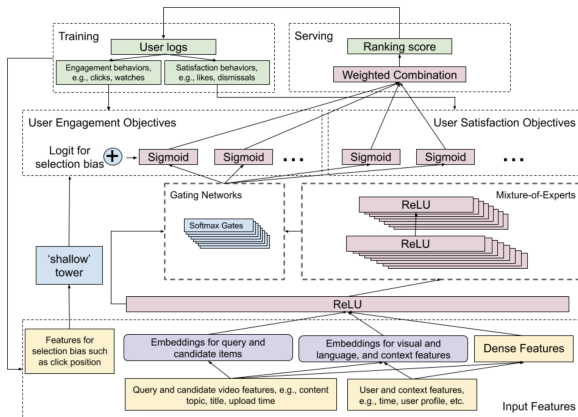 Training
Serving
User logs
Ranking score
Engagement behaviors,
e.g., clicks, watches
Satisfaction behaviors,
e.g., likes, dismissals
Weighted Combination
User Engagement Objectives
User Satisfaction Objectives
Logit for
selection bias
+
Sigmoid
Sigmoid
...
Sigmoid
Sigmoid
...
Gating Networks
Mixture-of-Experts
Softmax Gates
ReLU
ReLU
'shallow'
tower
ReLU
Features for
selection bias such
as click position
Embeddings for query and
candidate items
Embeddings for visual and
language, and context features
Dense Features
Query and candidate video features, e.g., content
topic, title, upload time
User and context features,
e.g., time, user profile, etc.
Input Features